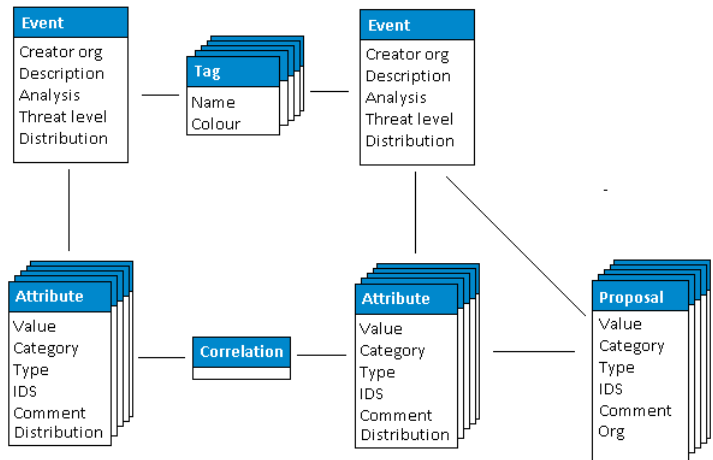 Event
Creator org
Description
Analysis
Threat level
Distribution
Tag
Name
Colour
Event
Creator org
Description
Analysis
Threat level
Distribution
Attribute
Value
Category
Type
IDS
Comment
Distribution
Correlation
Attribute
Value
Category
Type
IDS
Comment
Distribution
Proposal
Value
Category
Type
IDS
Comment
Org